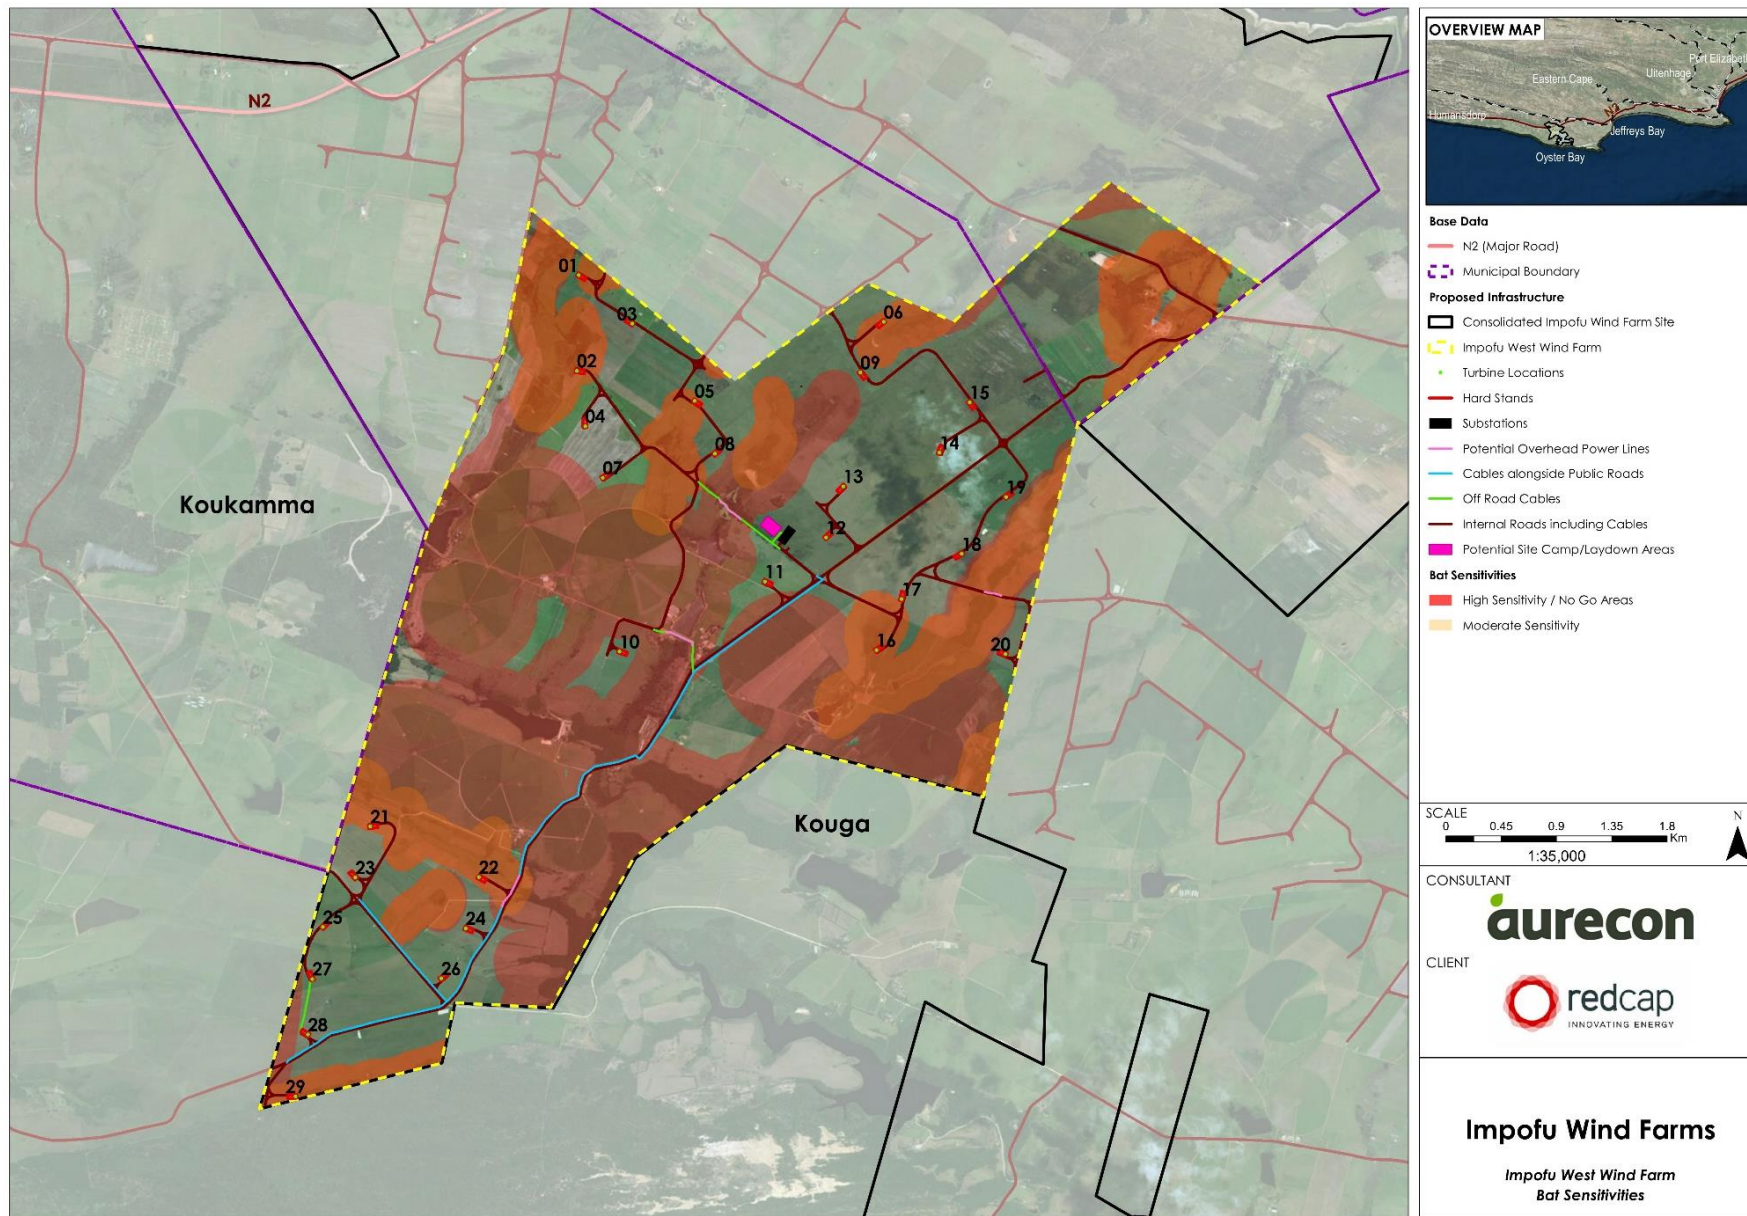 N2
01
03
06
02
09
05
15
04
08
14
07
13
19
Koukamma
12
18
11
17
10
16
20
21
Kouga
22
23
24
25
26
27
28
29
OVERVIEW MAP
Port Elizabeth
Uitenhage
Eastern Cape
N2
Humansdorp
Jeffreys Bay
Oyster Bay
Base Data
N2 (Major Road)
Municipal Boundary
Proposed Infrastructure
Consolidated Impofu Wind Farm Site
Impofu West Wind Farm
Turbine Locations
Hard Stands
Substations
Potential Overhead Power Lines
Cables alongside Public Roads
Off Road Cables
Internal Roads including Cables
Potential Site Camp/Laydown Areas
Bat Sensitivities
High Sensitivity / No Go Areas
Moderate Sensitivity
SCALE
0 0.45 0.9 1.35 1.8
Km
1:35,000
N
CONSULTANT
aurecon
CLIENT
redcap
INNOVATING ENERGY
Impofu Wind Farms
Impofu West Wind Farm
Bat Sensitivities